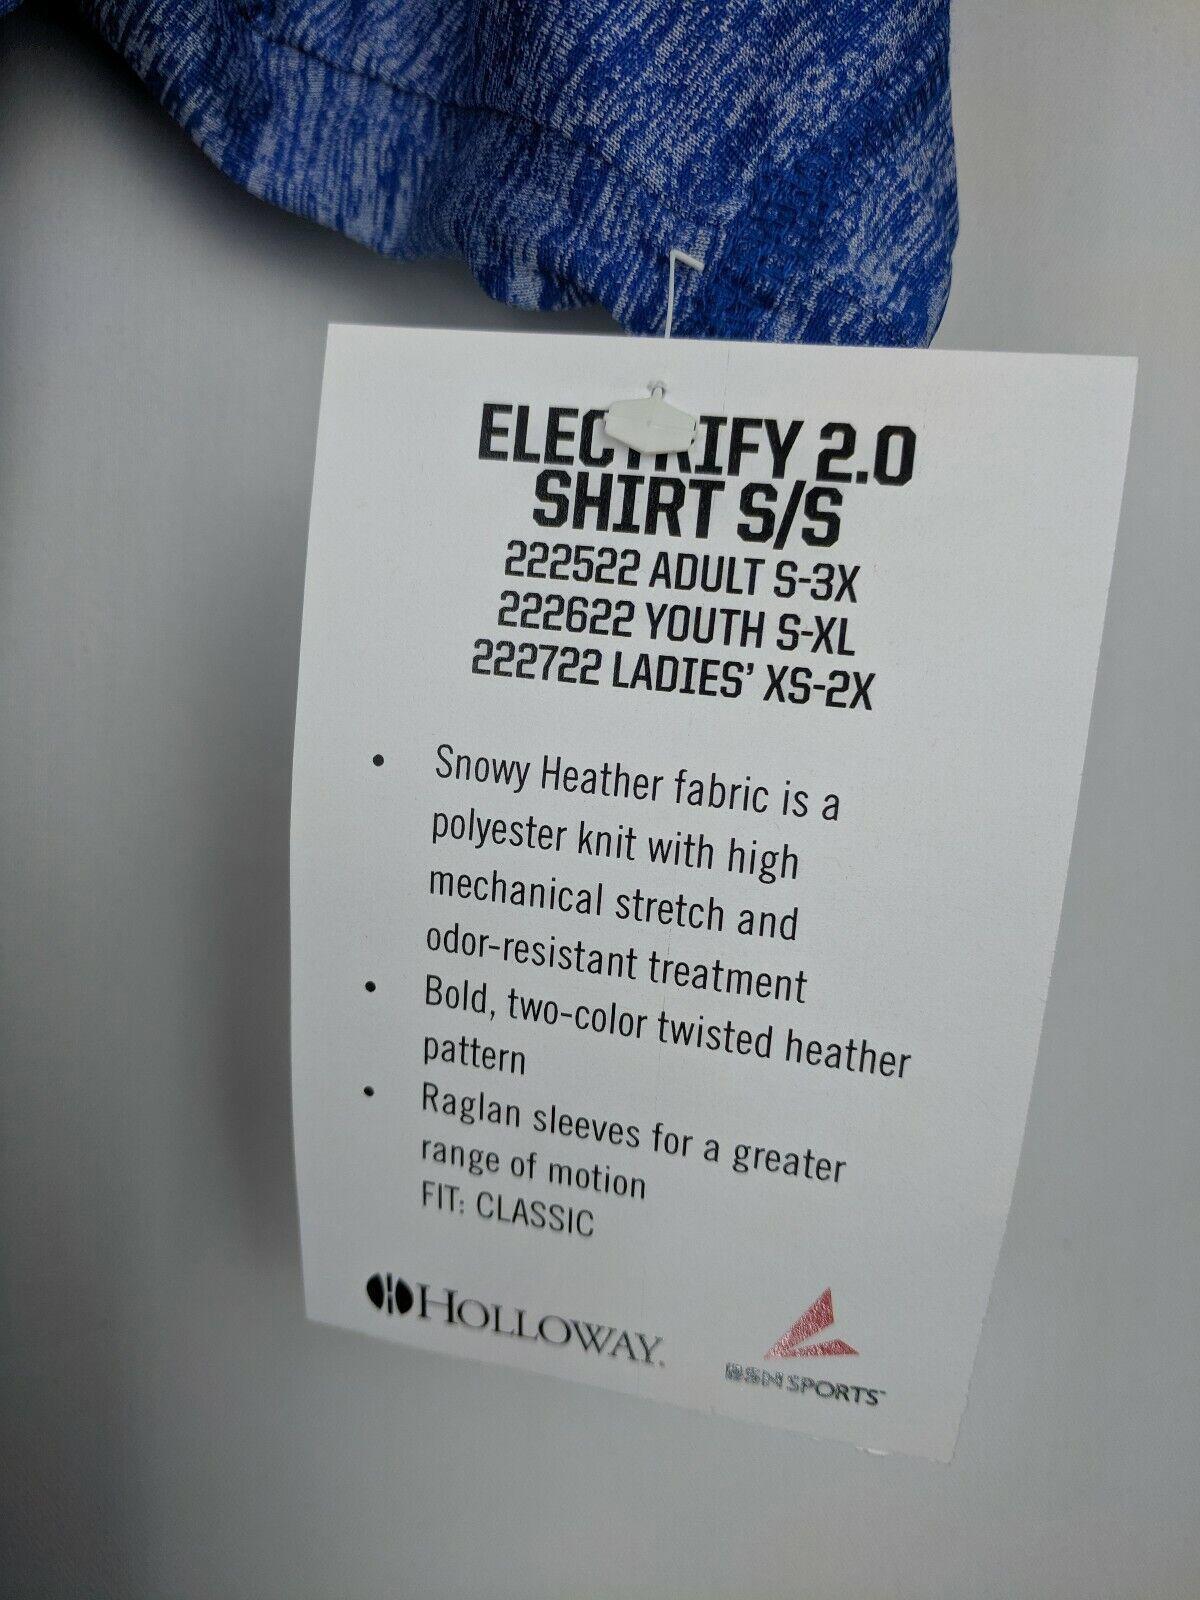 ELECTRIFY 2.0
SHIRT S/S
222522 ADULT S-3X
222622 YOUTH S-XL
222722 LADIES' XS-2X
• Snowy Heather fabric is a
polyester knit with high
mechanical stretch and
odor-resistant treatment
• Bold, two-color twisted heather
pattern
• Raglan sleeves for a greater
range of motion
FIT: CLASSIC
HOLLOWAY.
BSN SPORTS™